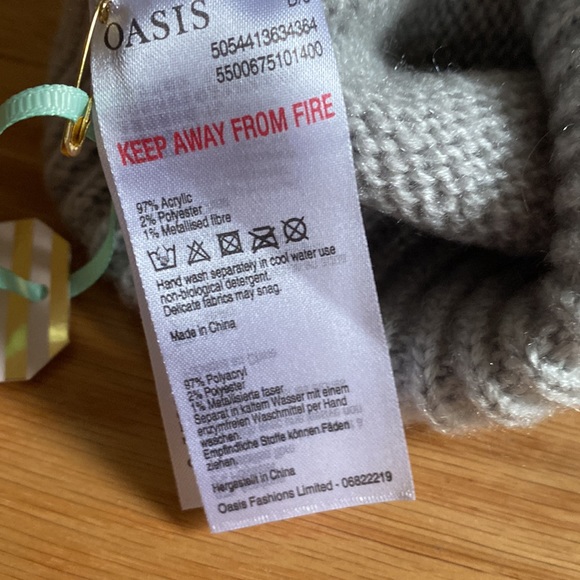 OASIS
5054413634364
5500675101400
KEEP AWAY FROM FIRE
97% Acrylic
2% Polyester
1% Metallised fibre
Hand wash separately in cool water use
non-biological detergent.
Delicate fabrics may snag.
Made in China
97% Polyacryl
2% Polyester
1% Metallisierte faser
Separat in kaltem Wasser mit einem
enzymfreien Waschmittel per Hand
waschen.
Empfindliche Stoffe können Fäden
ziehen.
Hergestellt in China
Oasis Fashions Limited - 06822219